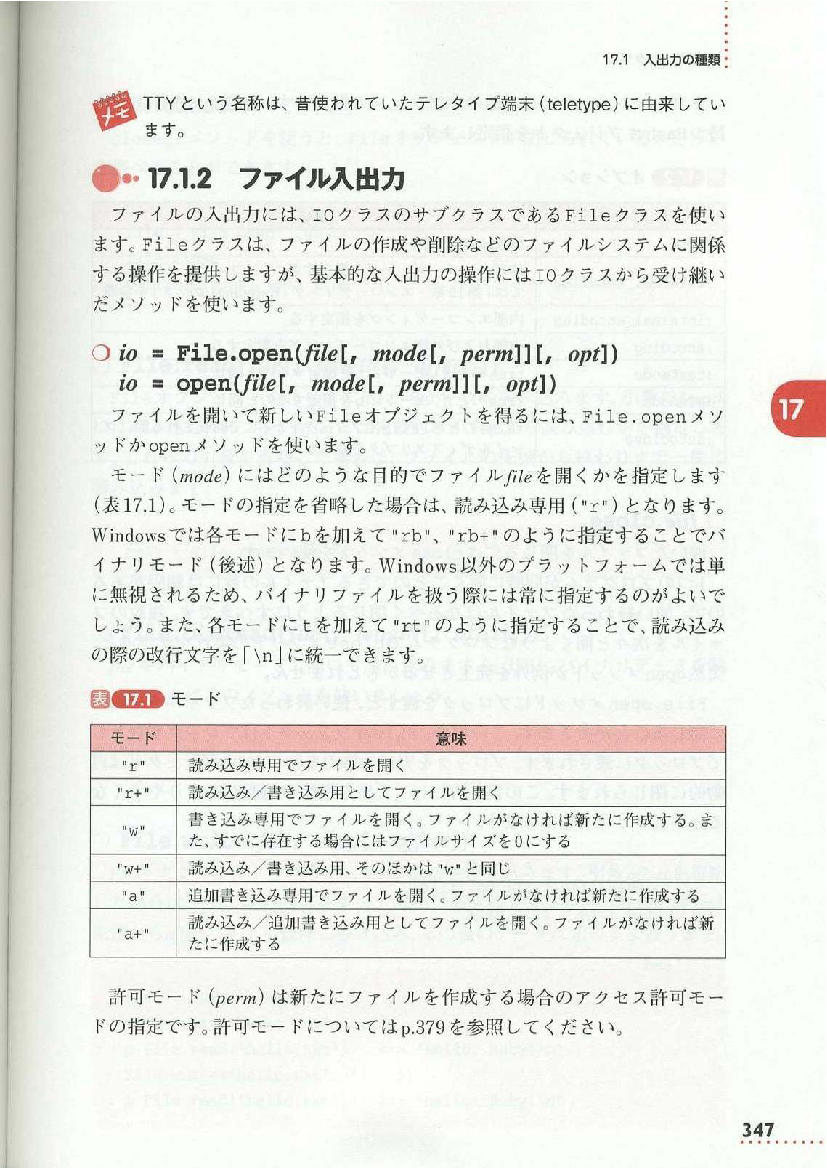 17.1 入出力の種類
メモ TTYという名称は、昔使われていたテレタイプ端末(teletype)に由来してい
ます。
17.1.2 ファイル入出力
ファイルの入出力には、IOクラスのサブクラスであるFileクラスを使い
ます。Fileクラスは、ファイルの作成や削除などのファイルシステムに関係
する操作を提供しますが、基本的な入出力の操作にはIOクラスから受け継い
だメソッドを使います。
io = File.open(file[, mode[, perm]][, opt])
io = open(file[, mode[, perm]][, opt])
ファイルを開いて新しいFileオブジェクトを得るには、File.openメソ
ッドかopenメソッドを使います。
17
モード(mode)にはどのような目的でファイルfileを開くかを指定します
(表17.1)。モードの指定を省略した場合は、読み込み専用("r")となります。
Windowsでは各モードにbを加えて"rb"、"rb+"のように指定することでバ
イナリモード(後述)となります。Windows以外のプラットフォームでは単
に無視されるため、バイナリファイルを扱う際には常に指定するのがよいで
しょう。また、各モードにtを加えて"rt"のように指定することで、読み込み
の際の改行文字を「\n」に統一できます。
表 17.1 モード
モード 意味
"r" 読み込み専用でファイルを開く
"r+" 読み込み/書き込み用としてファイルを開く
"w" 書き込み専用でファイルを開く。ファイルがなければ新たに作成する。ま
た、すでに存在する場合にはファイルサイズを0にする
"w+" 読み込み/書き込み用、そのほかは"w"と同じ
"a" 追加書き込み専用でファイルを開く。ファイルがなければ新たに作成する
"a+" 読み込み/追加書き込み用としてファイルを開く。ファイルがなければ新
たに作成する
許可モード(perm)は新たにファイルを作成する場合のアクセス許可モー
ドの指定です。許可モードについてはp.379を参照してください。
347